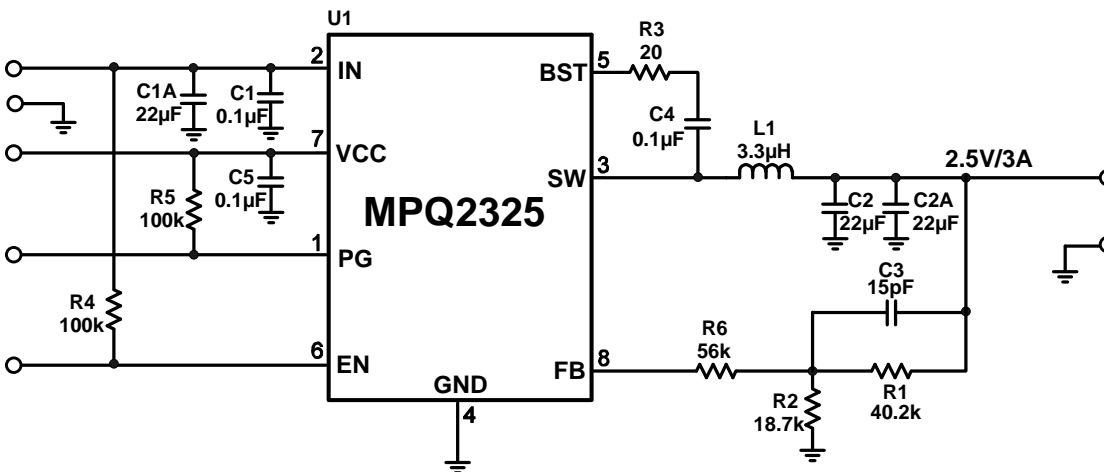 U1
2
IN
C1A
22µF
C1
0.1µF
7
VCC
R5
100k
C5
0.1µF
1
PG
R4
100k
6
EN
MPQ2325
GND
4
BST
5
R3
20
C4
0.1µF
L1
3.3µH
SW
3
2.5V/3A
C2
22µF
C2A
22µF
C3
15pF
FB
8
R6
56k
R2
18.7k
R1
40.2k